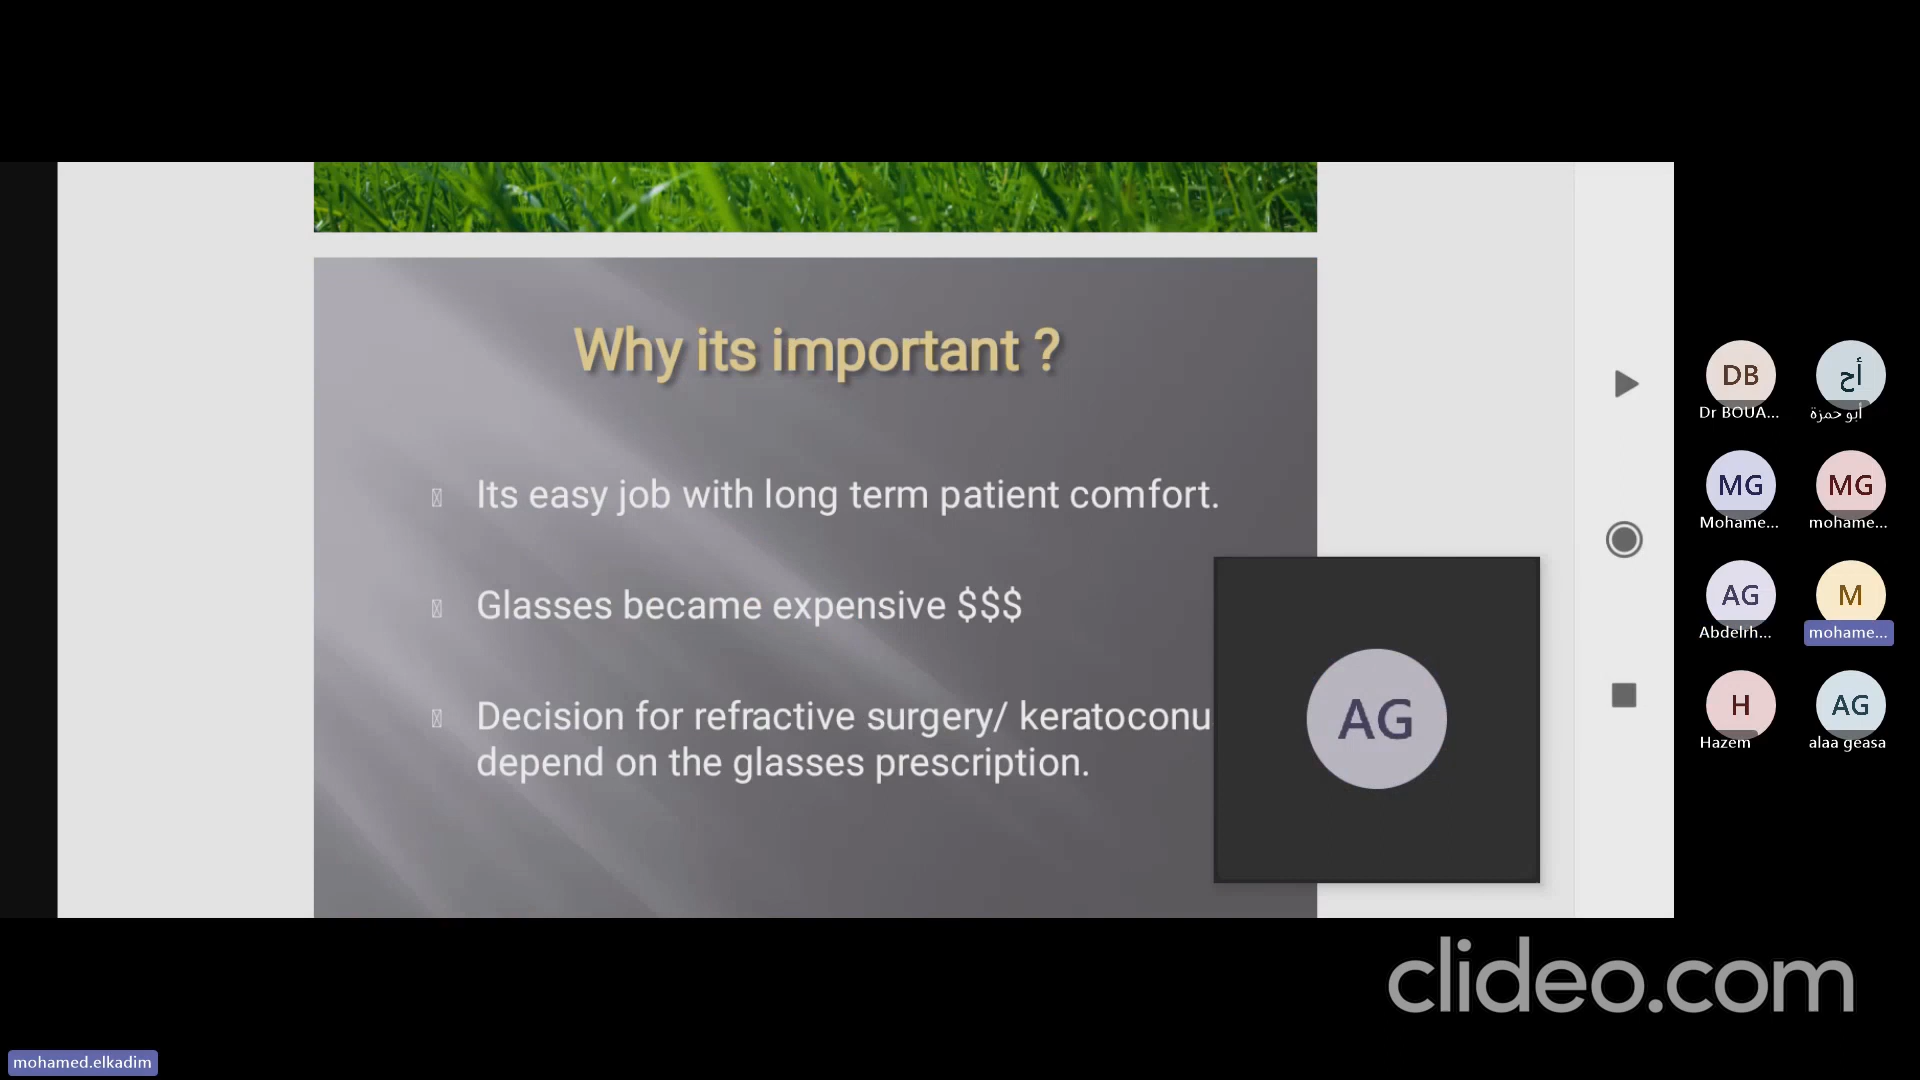 Why its important ?
Its easy job with long term patient comfort.
Glasses became expensive $$$
Decision for refractive surgery/ keratoconu
depend on the glasses prescription.
AG
DB
Dr BOUA...
أح
أبو حمزة
MG
Mohame...
MG
mohame...
AG
Abdelrh...
M
mohame...
H
Hazem
AG
alaa geasa
clideo.com
mohamed.elkadim